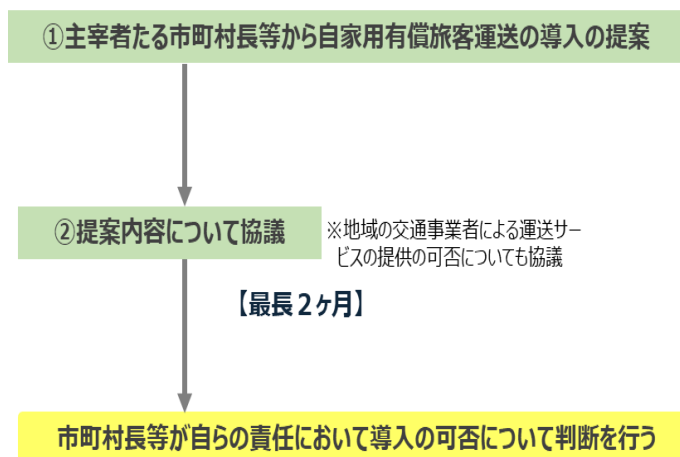 ①主宰者たる市町村長等から自家用有償旅客運送の導入の提案
②提案内容について協議
※地域の交通事業者による運送サー
ビスの提供の可否についても協議
【最長２ヶ月】
市町村長等が自らの責任において導入の可否について判断を行う